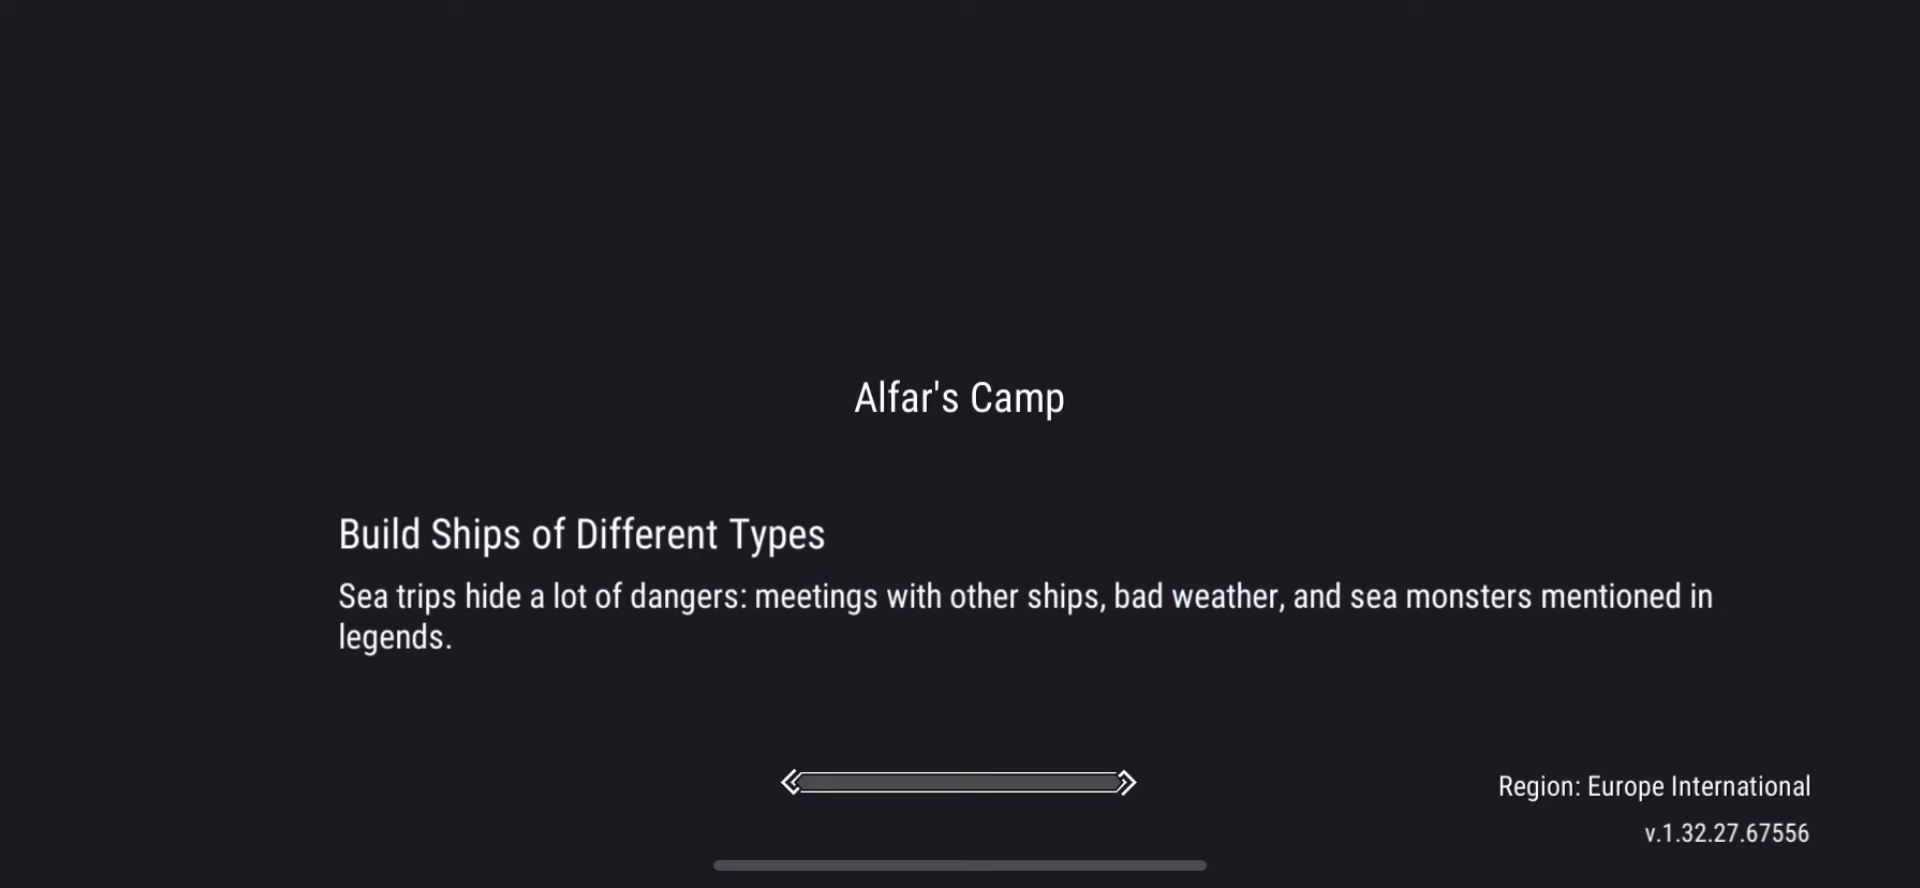 Alfar's Camp
Build Ships of Different Types
Sea trips hide a lot of dangers: meetings with other ships, bad weather, and sea monsters mentioned in
legends.
Region: Europe International
v.1.32.27.67556